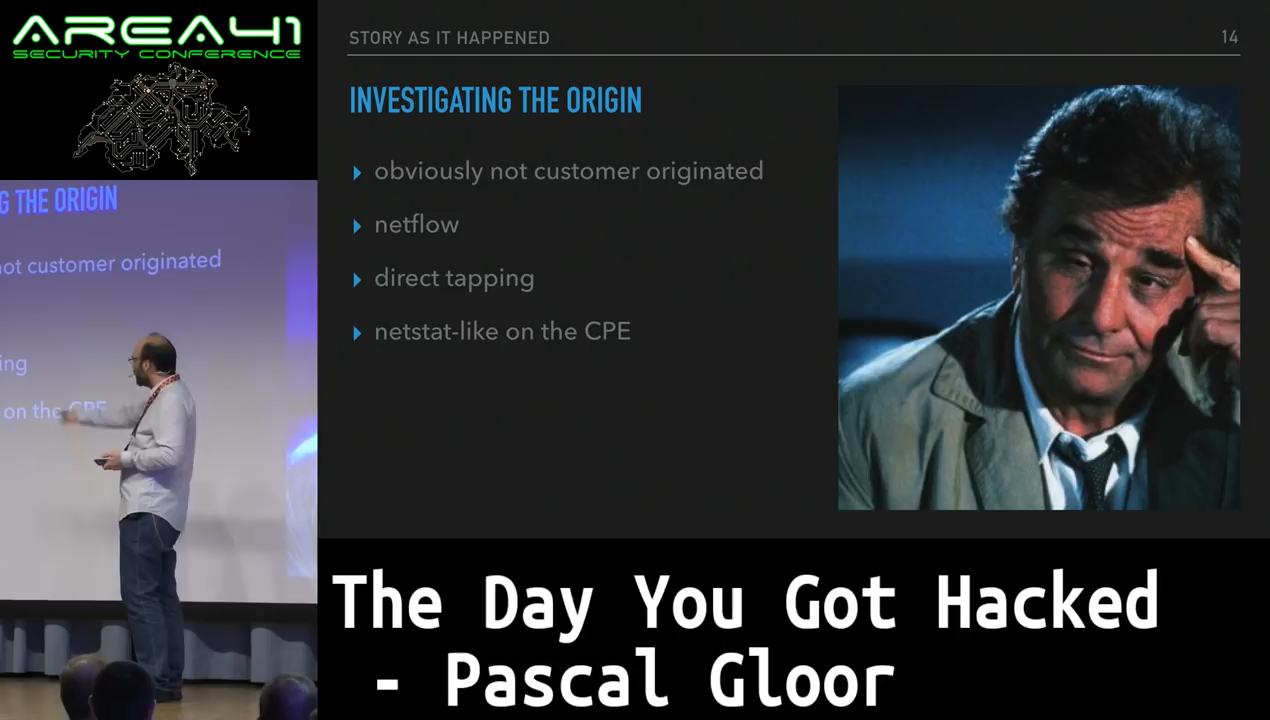 AREA41
SECURITY CONFERENCE
STORY AS IT HAPPENED
14
INVESTIGATING THE ORIGIN
obviously not customer originated
netflow
direct tapping
netstat-like on the CPE
G THE ORIGIN
not customer originated
ing
on the CPE
The Day You Got Hacked
- Pascal Gloor